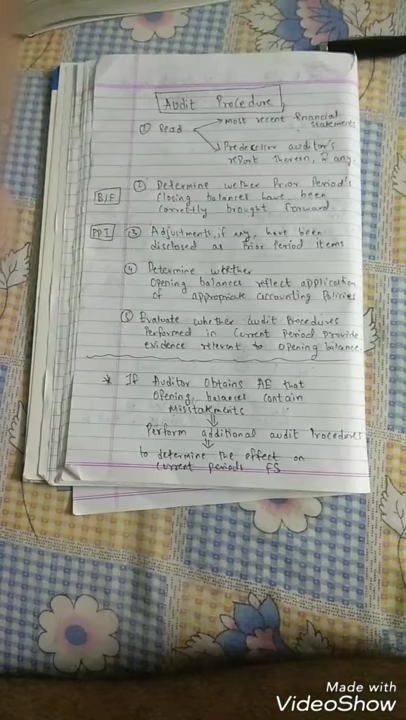 Audit Procedure
① Read
most recent financial
statements
Predecessor auditor's
report therein, if any.
B/F
② Determine wether Prior Period's
closing balances have been
correctly brought forward.
PPI
③ Adjustments, if any, have been
disclosed as Prior Period items
④ Determine whether
Opening balances reflect application
of appropriate accounting Policies
⑤ Evaluate whether audit Procedures
Performed in current Period provide
evidence relevant to opening balance.
* If Auditor Obtains AE that
Opening balances contain
Misstatements
Perform additional audit Procedures
to determine the effect on
current periods FS
Made with
VideoShow